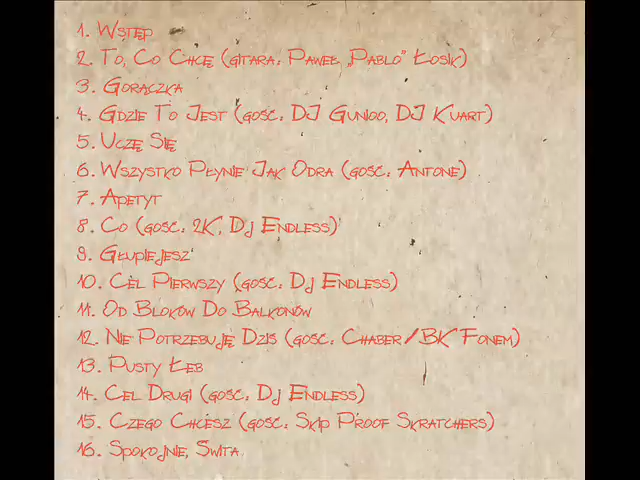 1. Wstęp
2. To, Co Chcę (gitara: Paweł „Pablo" Łosik)
3. Gorączka
4. Gdzie To Jest (gość: DJ Gunioo, DJ Kuart)
5. Uczę Się
6. Wszystko Płynie Jak Odra (gość: Antone)
7. Apetyt
8. Co (gość: 2K, Dj Endless)
9. Głupiejesz
10. Cel Pierwszy (gość: Dj Endless)
11. Od Bloków Do Balkonów
12. Nie Potrzebuję Dziś (gość: Chaber/BK Fonem)
13. Pusty Łeb
14. Cel Drugi (gość: Dj Endless)
15. Czego Chcesz (gość: Skip Proof Skratchers)
16. Spokojnie, Świta